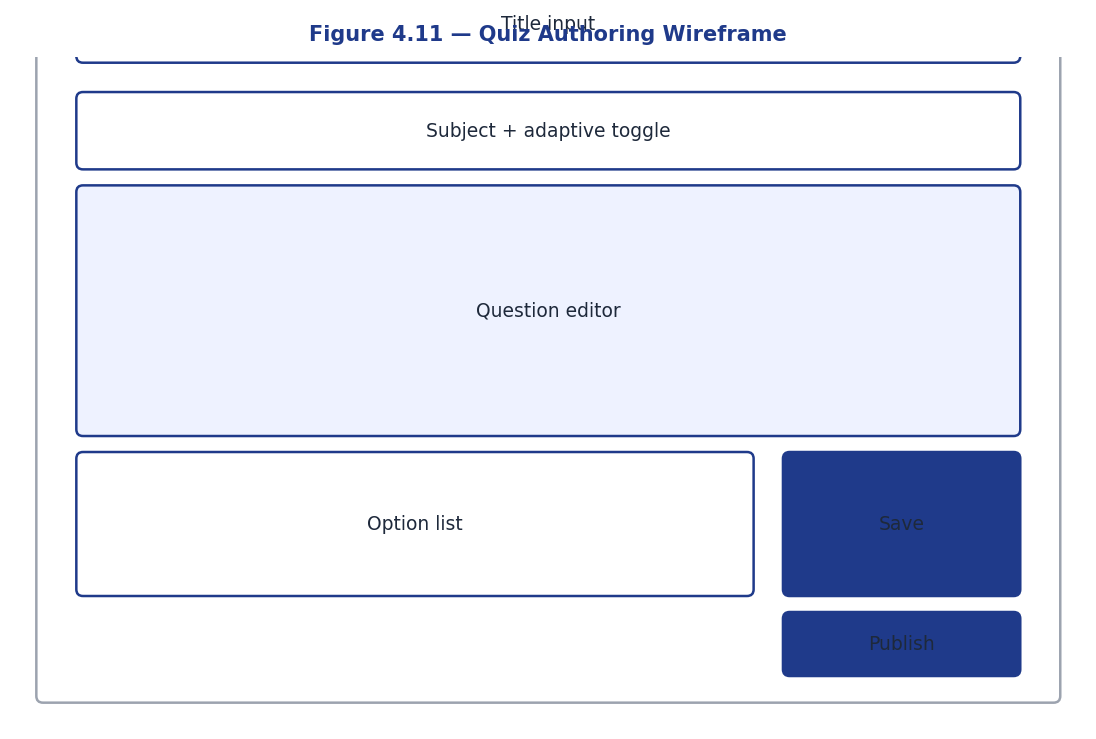 Title input
Figure 4.11 — Quiz Authoring Wireframe
Subject + adaptive toggle
Question editor
Option list
Save
Publish